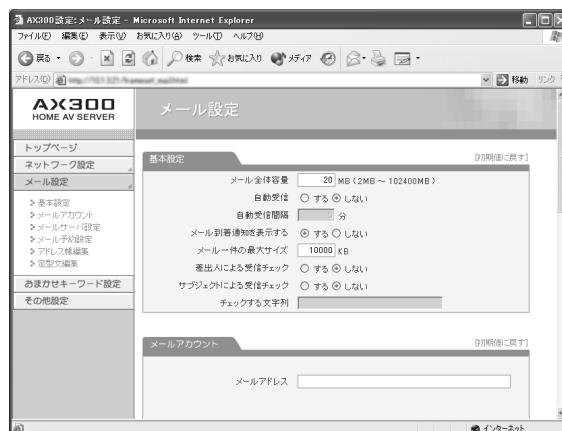 AX300設定:メール設定 - Microsoft Internet Explorer
ファイル(F) 編集(E) 表示(V) お気に入り(A) ツール(T) ヘルプ(H)
戻る 検索 お気に入り メディア
アドレス(D) 移動 リンク
AX300
HOME AV SERVER
メール設定
トップページ
ネットワーク設定
メール設定
基本設定
メールアカウント
メールサーバ設定
メール予約設定
アドレス帳編集
定型文編集
おまかせキーワード設定
その他設定
基本設定 [初期値に戻す]
メール全体容量 20 MB (2MB ～ 102400MB)
自動受信 する しない
自動受信間隔 分
メール到着通知を表示する する しない
メール一件の最大サイズ 10000 KB
差出人による受信チェック する しない
サブジェクトによる受信チェック する しない
チェックする文字列
メールアカウント [初期値に戻す]
メールアドレス
インターネット